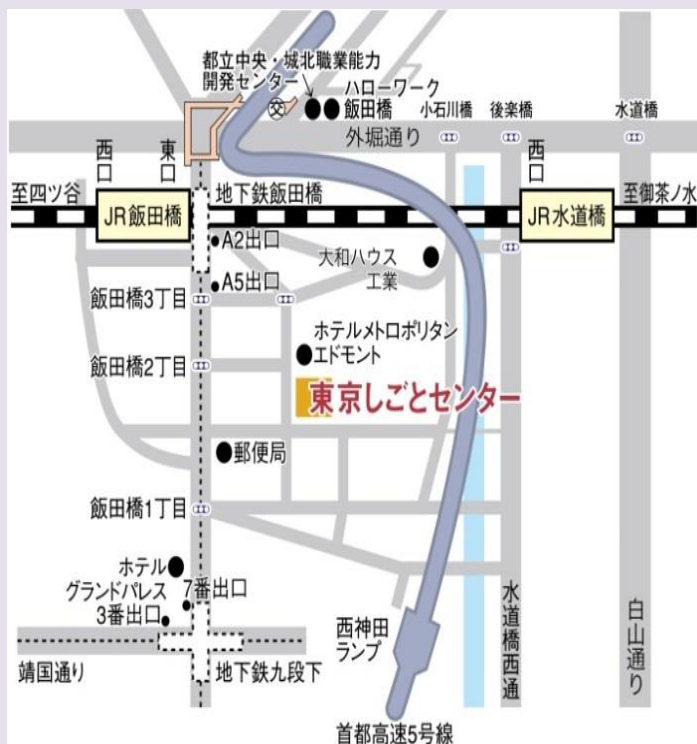 都立中央・城北職業能力
開発センター
ハローワーク
飯田橋
小石川橋
後楽橋
水道橋
外堀通り
交
西口
東口
西口
至四ツ谷
JR飯田橋
地下鉄飯田橋
JR水道橋
至御茶ノ水
A2出口
大和ハウス
工業
A5出口
飯田橋3丁目
ホテルメトロポリタン
エドモント
飯田橋2丁目
東京しごとセンター
郵便局
飯田橋1丁目
ホテル
グランドパレス
7番出口
3番出口
西神田
ランプ
水道橋西通
白山通り
靖国通り
地下鉄九段下
首都高速5号線